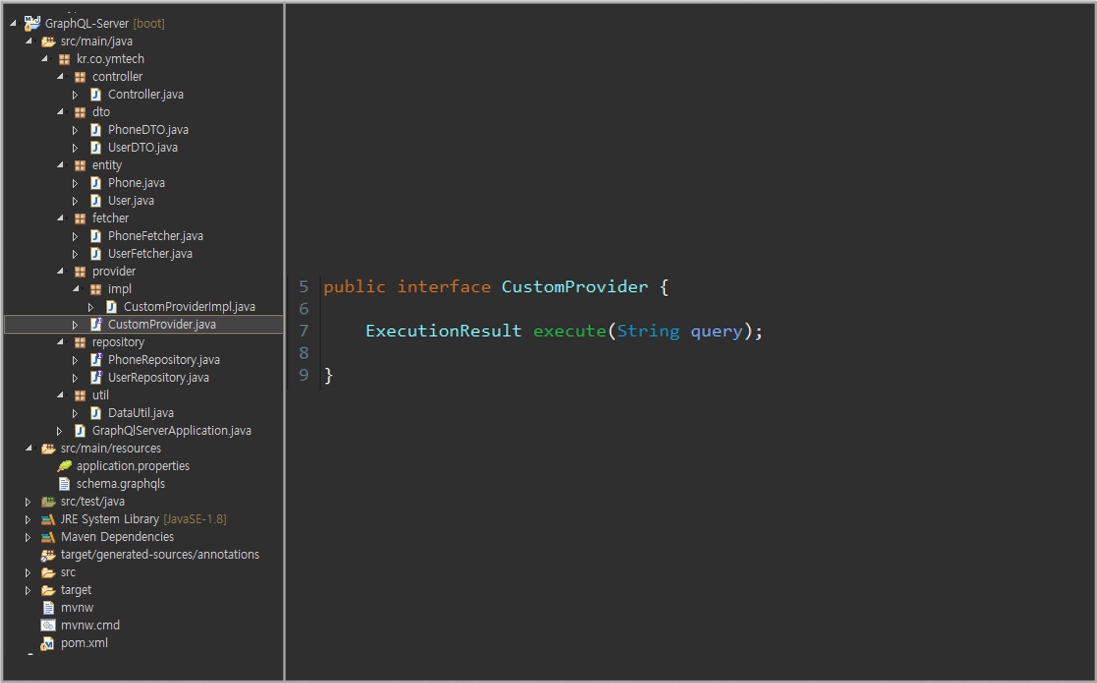 GraphQL-Server [boot]
src/main/java
kr.co.ymtech
controller
Controller.java
dto
PhoneDTO.java
UserDTO.java
entity
Phone.java
User.java
fetcher
PhoneFetcher.java
UserFetcher.java
provider
impl
CustomProviderImpl.java
CustomProvider.java
repository
PhoneRepository.java
UserRepository.java
util
DataUtil.java
GraphQlServerApplication.java
src/main/resources
application.properties
schema.graphqls
src/test/java
JRE System Library [JavaSE-1.8]
Maven Dependencies
target/generated-sources/annotations
src
target
mvnw
mvnw.cmd
pom.xml
5 public interface CustomProvider {
6
7     ExecutionResult execute(String query);
8
9 }